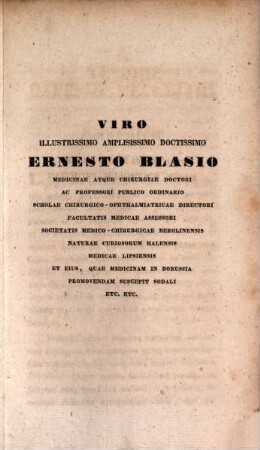 VIRO
ILLUSTRISSIMO AMPLISISSIMO DOCTISSIMO
ERNESTO BLASIO
MEDICINAE ATQUE CHIRURGIAE DOCTORI
AC PROFESSORI PUBLICO ORDINARIO
SCHOLAE CHIRURGICO-OPHTHALMIATRICAE DIRECTORI
FACULTATIS MEDICAE ASSESSORI
SOCIETATIS MEDICO-CHIRURGICAE BEROLINENSIS
NATURAE CURIOSORUM HALENSIS
MEDICAE LIPSIENSIS
ET EIUS, QUAE MEDICINAM IN BORUSSIA
PROMOVENDAM SUSCEPIT SODALI
ETC. ETC.